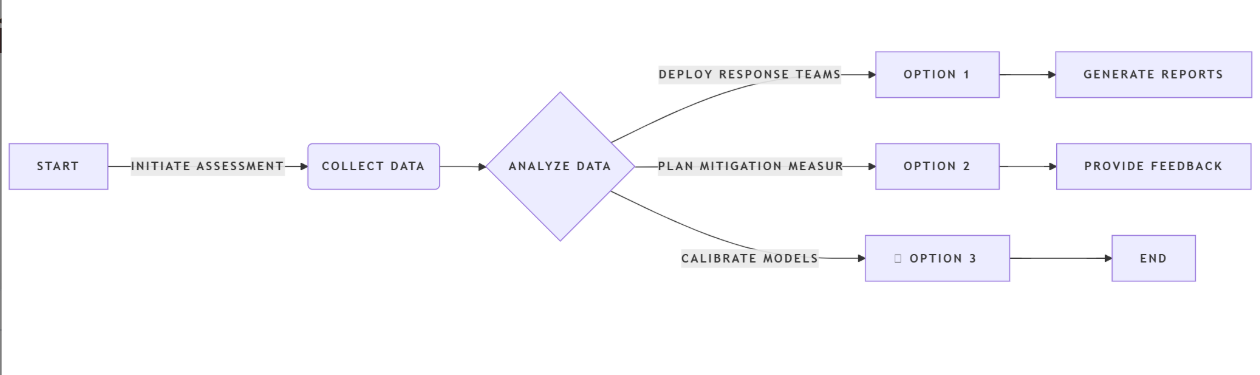 DEPLOY RESPONSE TEAMS
OPTION 1
GENERATE REPORTS
START
INITIATE ASSESSMENT
COLLECT DATA
ANALYZE DATA
PLAN MITIGATION MEASUR
OPTION 2
PROVIDE FEEDBACK
CALIBRATE MODELS
OPTION 3
END